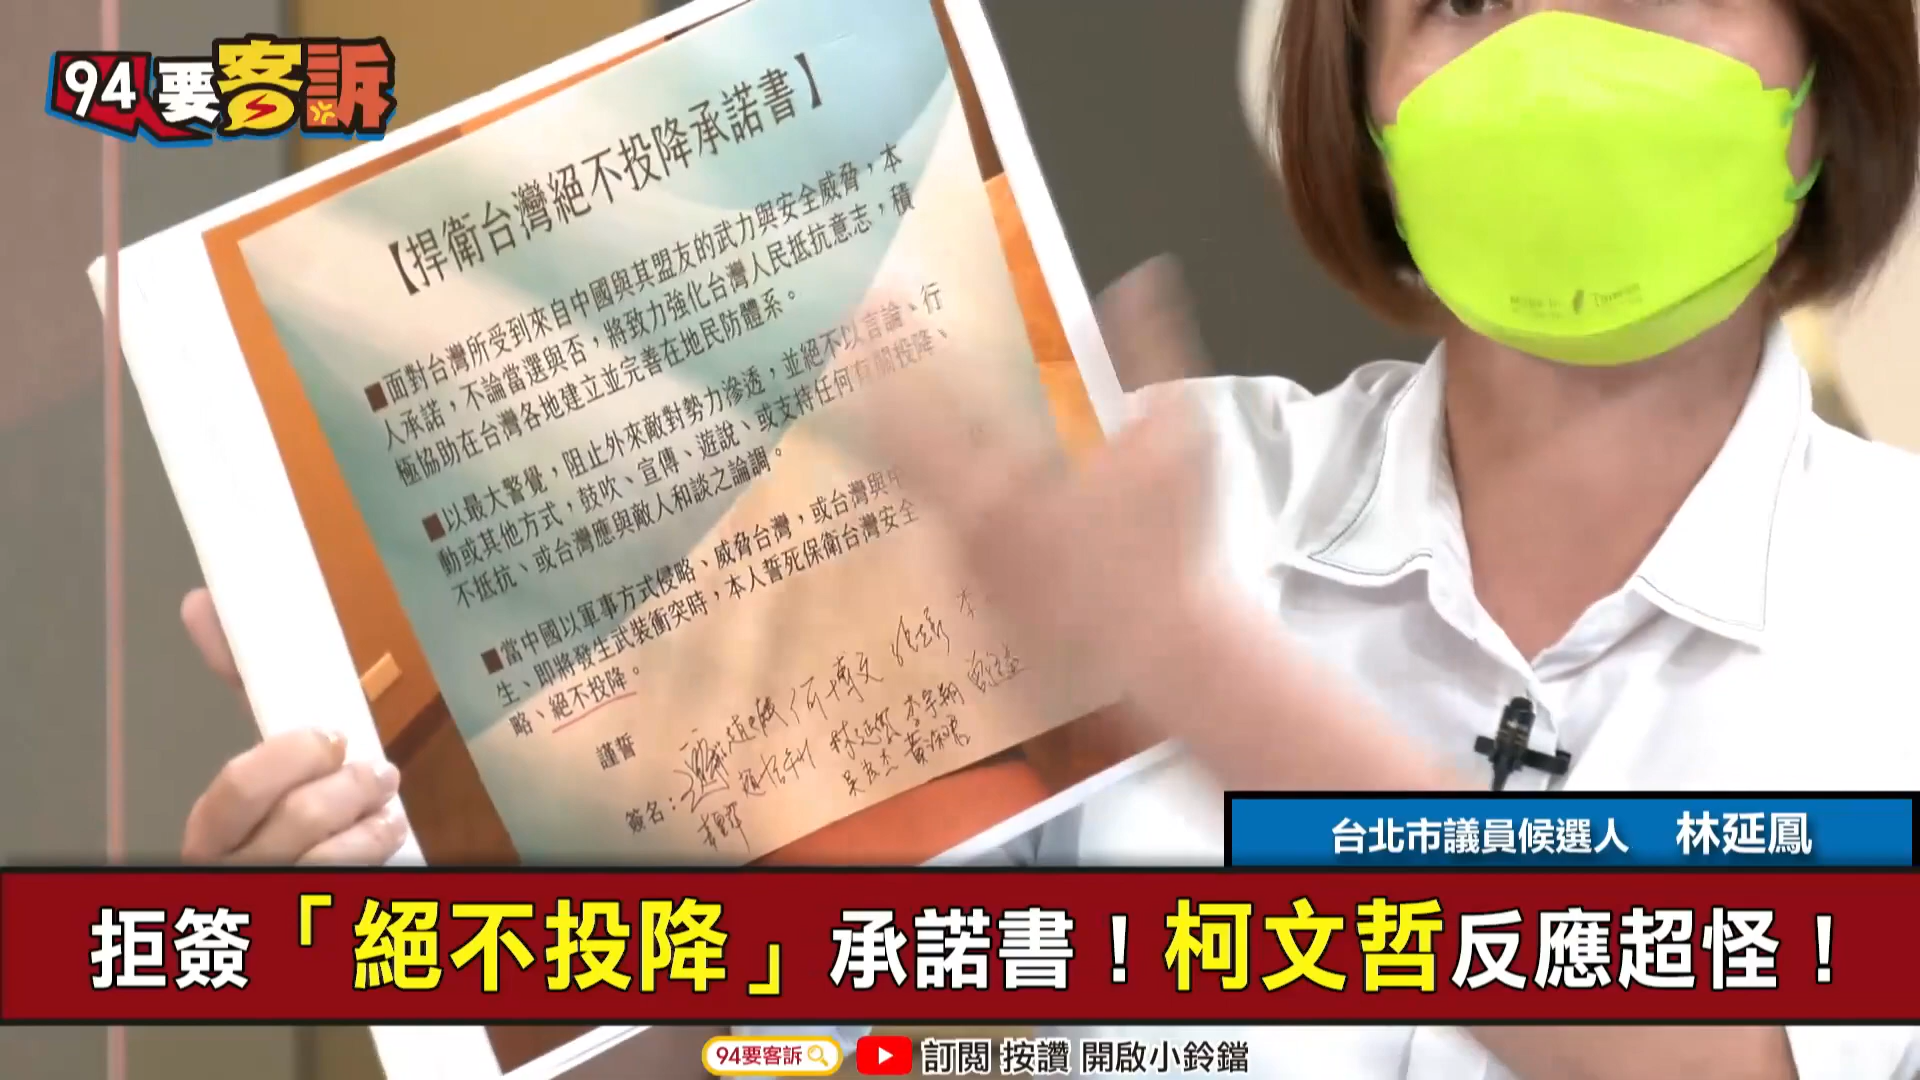 94要客訴
【捍衛台灣絕不投降承諾書】
■面對台灣所受到來自中國與其盟友的武力與安全威脅，本
人承諾，不論當選與否，將致力強化台灣人民抵抗意志，積
極協助在台灣各地建立並完善在地民防體系。
■以最大警覺，阻止外來敵對勢力滲透，並絕不以言論、行
動或其他方式，鼓吹、宣傳、遊說、或支持任何有關投降、
不抵抗、或台灣應與敵人和談之論調。
■當中國以軍事方式侵略、威脅台灣，或台灣與
生、即將發生武裝衝突時，本人誓死保衛台灣安全
略、絕不投降。
謹誓
簽名：
何博文
林延鳳 李宇翔
台北市議員候選人 林延鳳
拒簽「絕不投降」承諾書！柯文哲反應超怪！
94要客訴 訂閱 按讚 開啟小鈴鐺